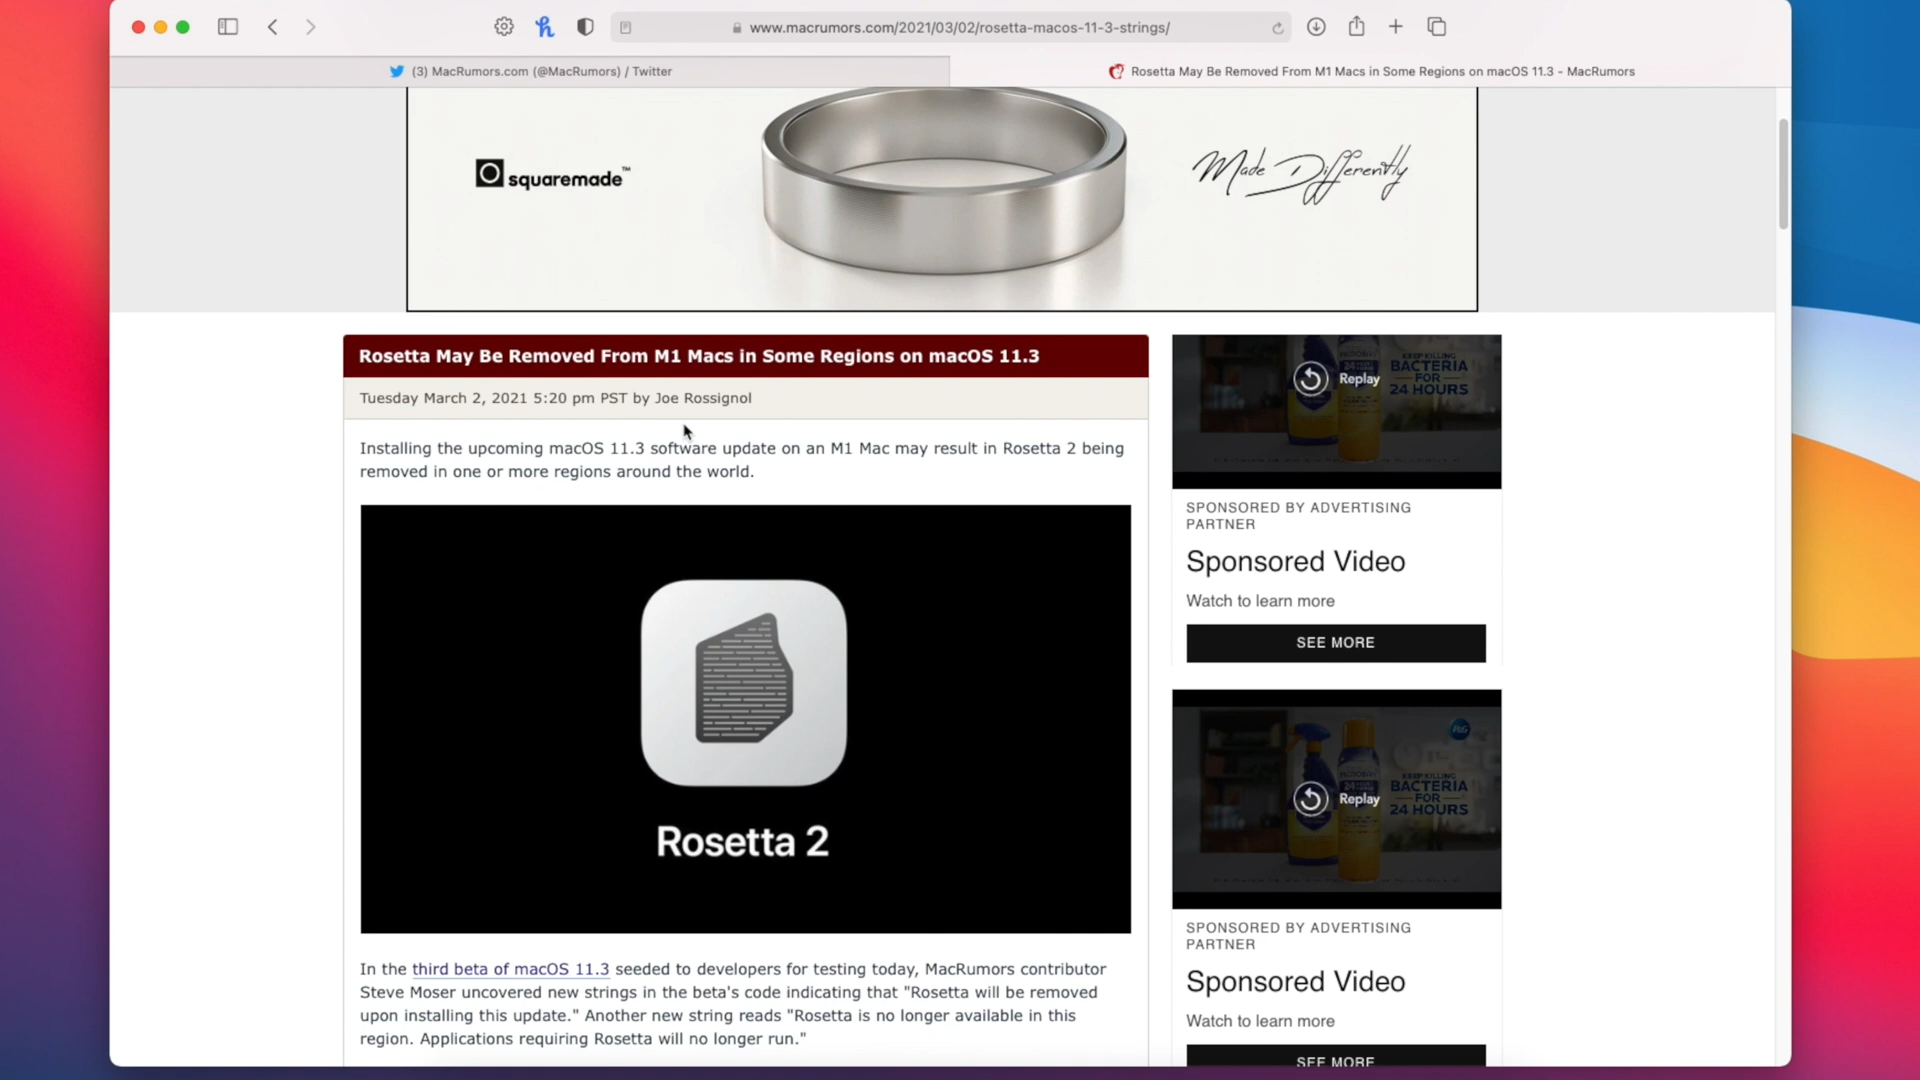 www.macrumors.com/2021/03/02/rosetta-macos-11-3-strings/
(3) MacRumors.com (@MacRumors) / Twitter
Rosetta May Be Removed From M1 Macs in Some Regions on macOS 11.3 - MacRumors
squaremade™
Made Differently
Rosetta May Be Removed From M1 Macs in Some Regions on macOS 11.3
Tuesday March 2, 2021 5:20 pm PST by Joe Rossignol
Installing the upcoming macOS 11.3 software update on an M1 Mac may result in Rosetta 2 being
removed in one or more regions around the world.
Rosetta 2
In the third beta of macOS 11.3 seeded to developers for testing today, MacRumors contributor
Steve Moser uncovered new strings in the beta's code indicating that "Rosetta will be removed
upon installing this update." Another new string reads "Rosetta is no longer available in this
region. Applications requiring Rosetta will no longer run."
Replay
BACTERIA
FOR
24 HOURS
SPONSORED BY ADVERTISING
PARTNER
Sponsored Video
Watch to learn more
SEE MORE
P&G
KEEP KILLING
BACTERIA
FOR
24 HOURS
Replay
SPONSORED BY ADVERTISING
PARTNER
Sponsored Video
Watch to learn more
SEE MORE